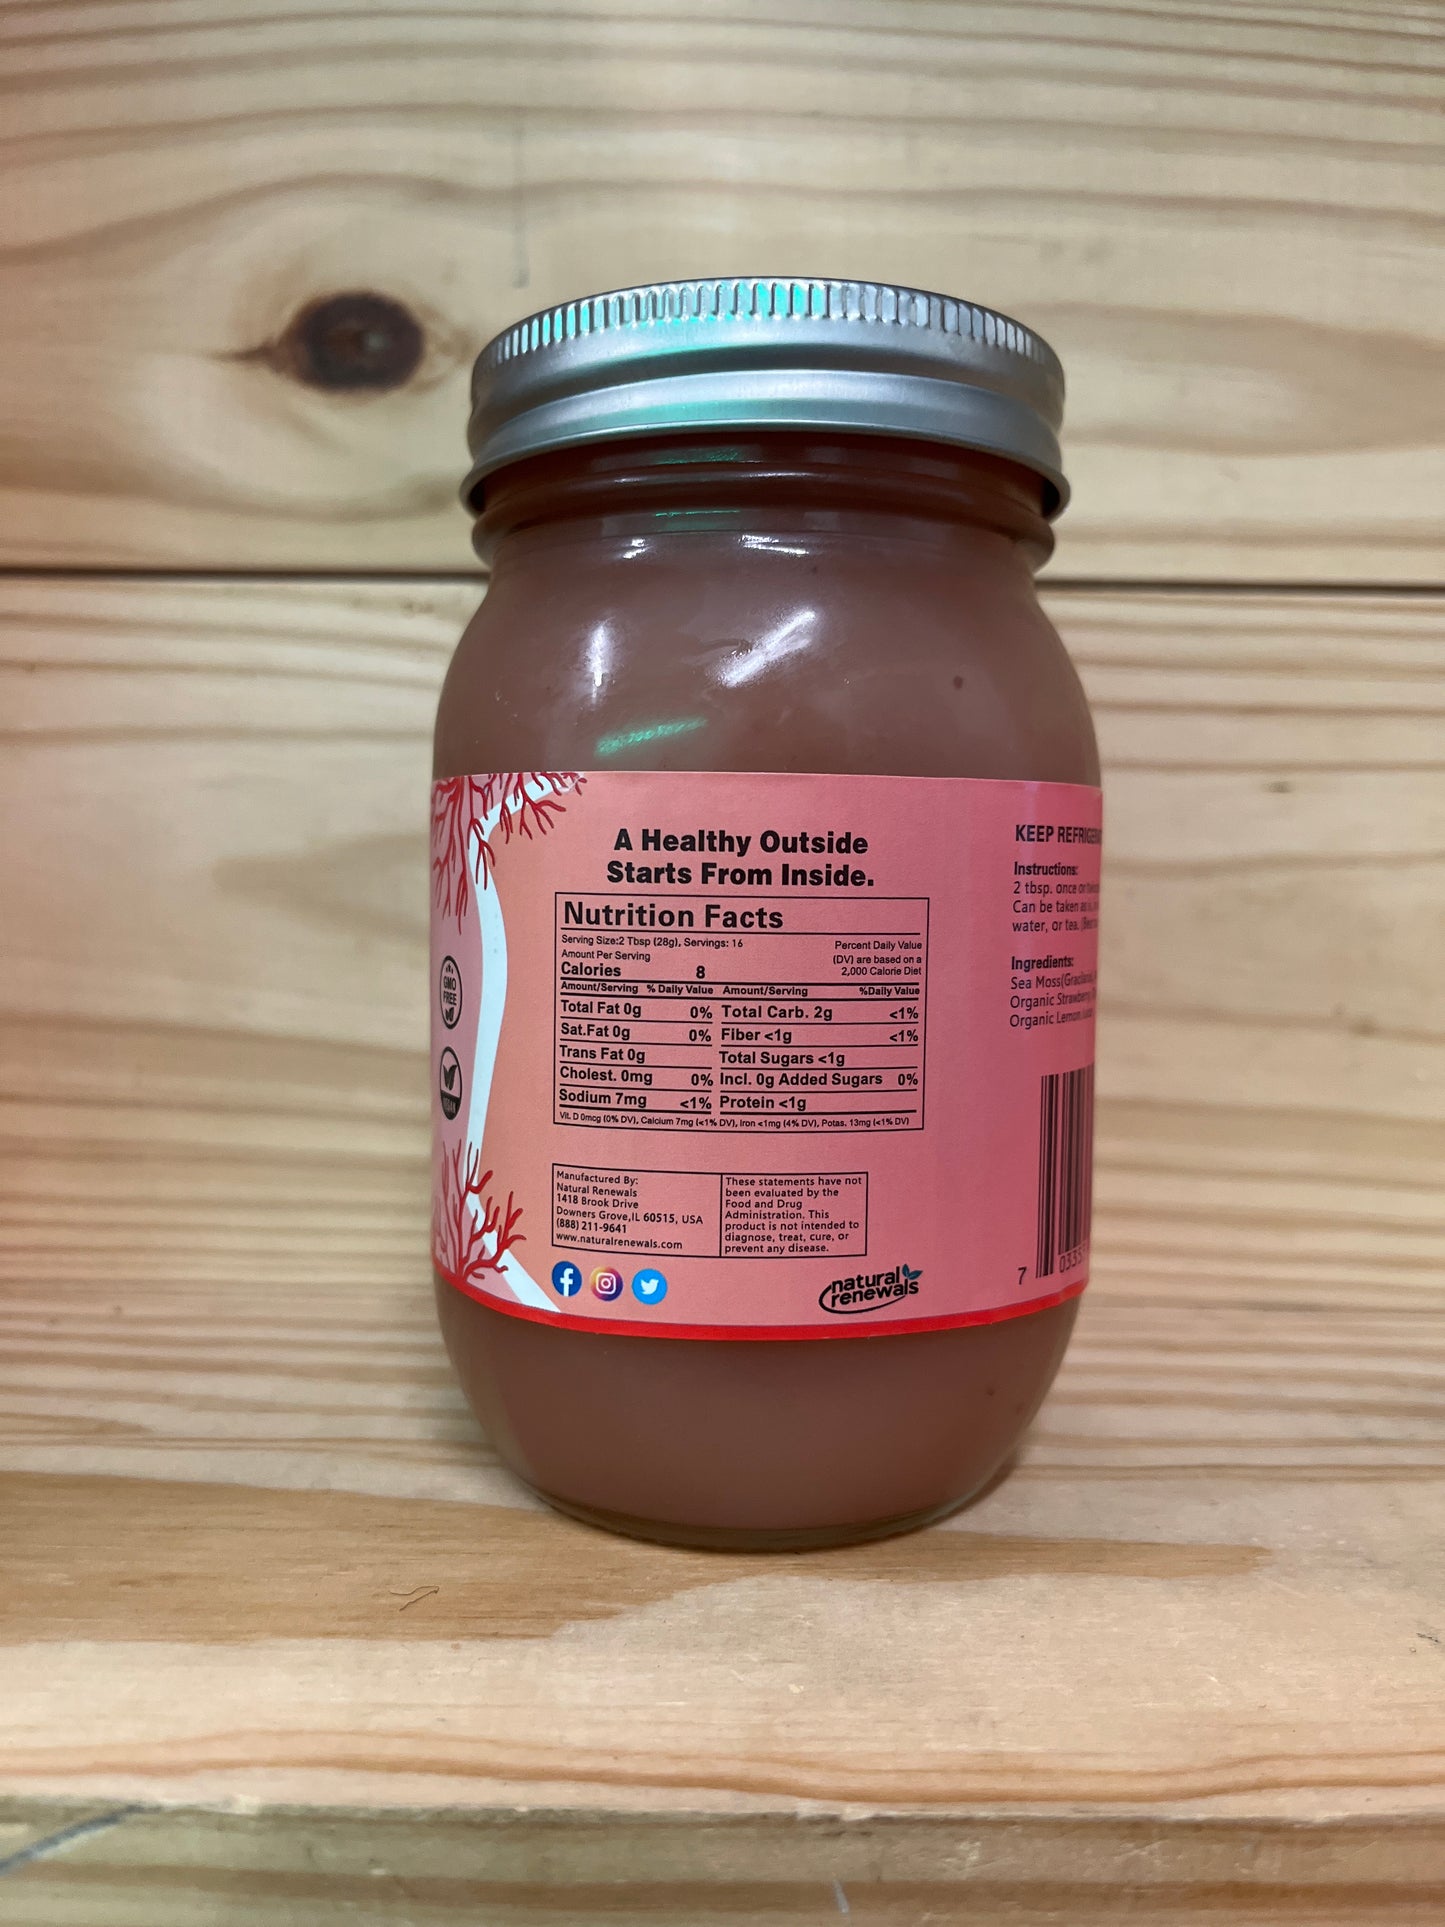 A Healthy Outside
Starts From Inside.
Nutrition Facts
Serving Size:2 Tbsp (28g), Servings: 16
Amount Per Serving
Calories 8
Percent Daily Value
(DV) are based on a
2,000 Calorie Diet
Amount/Serving % Daily Value Amount/Serving %Daily Value
Total Fat 0g 0% Total Carb. 2g <1%
Sat.Fat 0g 0% Fiber <1g <1%
Trans Fat 0g Total Sugars <1g
Cholest. 0mg 0% Incl. 0g Added Sugars 0%
Sodium 7mg <1% Protein <1g
Vit. D 0mcg (0% DV), Calcium 7mg (<1% DV), Iron <1mg (4% DV), Potas. 13mg (<1% DV)
Manufactured By:
Natural Renewals
1418 Brook Drive
Downers Grove,IL 60515, USA
(888) 211-9641
www.naturalrenewals.com
These statements have not
been evaluated by the
Food and Drug
Administration. This
product is not intended to
diagnose, treat, cure, or
prevent any disease.
natural
renewals
GMO
FREE
VEGAN
KEEP
Instructions:
2 tbsp. once or
Can be taken
water, or tea.
Ingredients:
Sea Moss
Organic Strawberry,
Organic Lemon,
7 0335